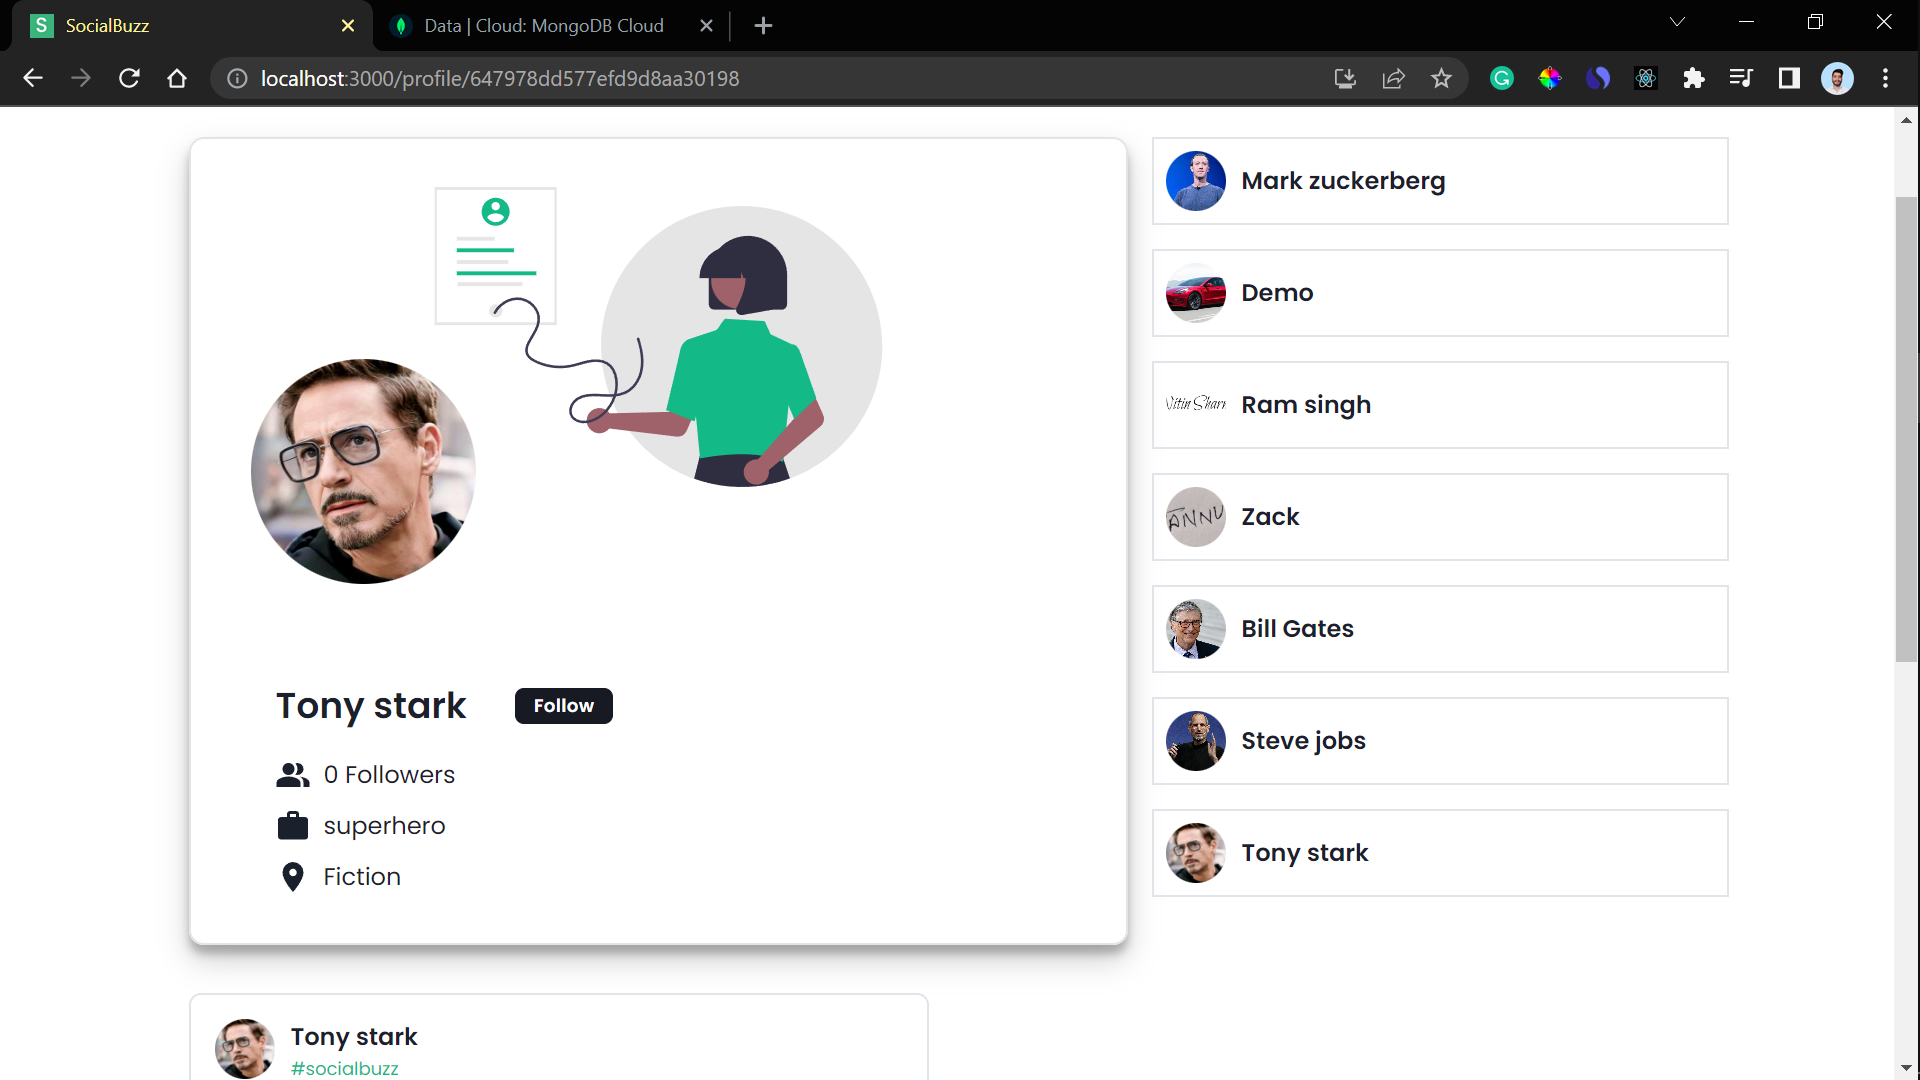 S SocialBuzz
Data | Cloud: MongoDB Cloud
localhost:3000/profile/647978dd577efd9d8aa30198
Tony stark
Follow
0 Followers
superhero
Fiction
Mark zuckerberg
Demo
Ram singh
Zack
ANNU
Bill Gates
Steve jobs
Tony stark
Tony stark
#socialbuzz